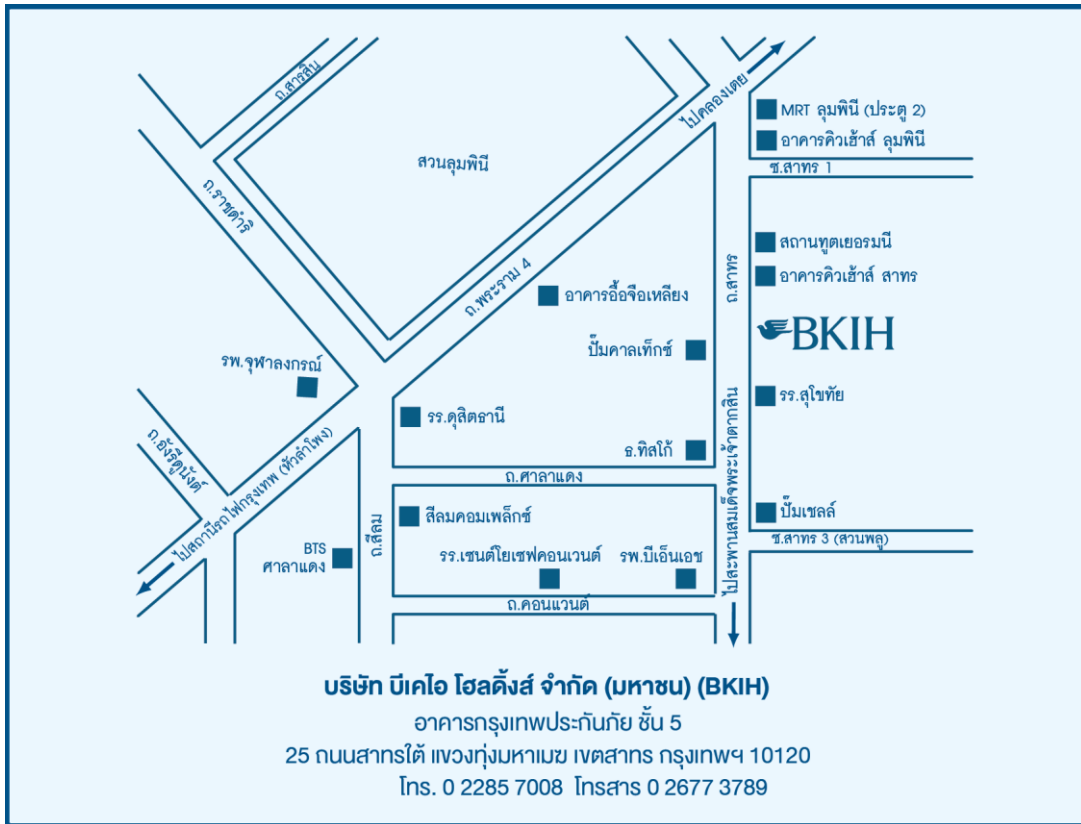 ถ.สารสิน
สวนลุมพินี
ไปคลองเตย
MRT ลุมพินี (ประตู 2)
อาคารคิวเฮ้าส์ ลุมพินี
ซ.สาทร 1
ถ.ราชดำริ
ถ.พระราม 4
ถ.สาทร
สถานทูตเยอรมนี
อาคารคิวเฮ้าส์ สาทร
อาคารอื้อจือเหลียง
ปั๊มคาลเท็กซ์
BKIH
รพ.จุฬาลงกรณ์
รร.ดุสิตธานี
รร.สุโขทัย
ธ.ทิสโก้
ถ.ศาลาแดง
ถ.อังรีดูนังต์
ไปสถานีรถไฟกรุงเทพ (หัวลำโพง)
ไปสะพานสมเด็จพระเจ้าตากสิน
สีลมคอมเพล็กซ์
ปั๊มเชลล์
ซ.สาทร 3 (สวนพลู)
ถ.สีลม
BTS
ศาลาแดง
รร.เซนต์โยเซฟคอนเวนต์
รพ.บีเอ็นเอช
ถ.คอนแวนต์
บริษัท บีเคไอ โฮลดิ้งส์ จำกัด (มหาชน) (BKIH)
อาคารกรุงเทพประกันภัย ชั้น 5
25 ถนนสาทรใต้ แขวงทุ่งมหาเมฆ เขตสาทร กรุงเทพฯ 10120
โทร. 0 2285 7008 โทรสาร 0 2677 3789